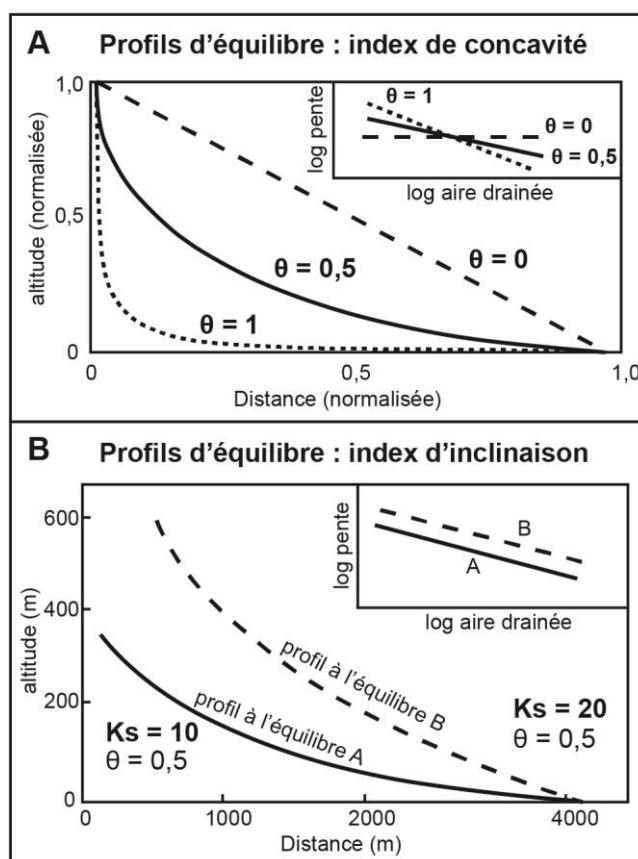 A Profils d'équilibre : index de concavité
1,0
0,5
0
altitude (normalisée)
0
0,5
1,0
Distance (normalisée)
θ = 0
θ = 0,5
θ = 1
log pente
θ = 1
θ = 0
θ = 0,5
log aire drainée
B Profils d'équilibre : index d'inclinaison
600
400
200
0
altitude (m)
0
1000
2000
4000
Distance (m)
profil à l'équilibre B
profil à l'équilibre A
Ks = 10
θ = 0,5
Ks = 20
θ = 0,5
log pente
B
A
log aire drainée